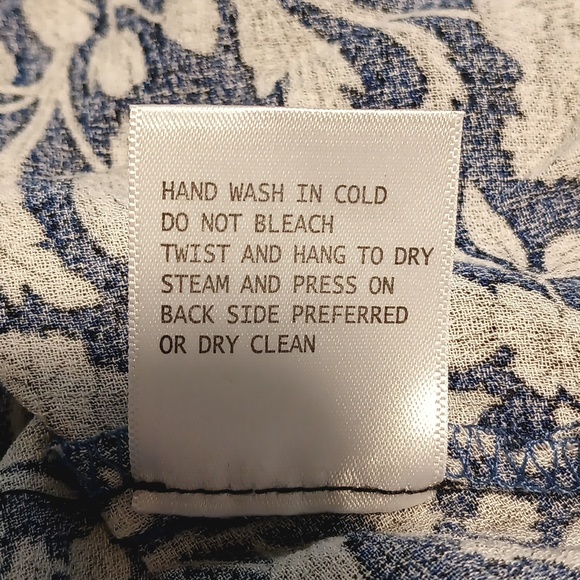 HAND WASH IN COLD
DO NOT BLEACH
TWIST AND HANG TO DRY
STEAM AND PRESS ON
BACK SIDE PREFERRED
OR DRY CLEAN